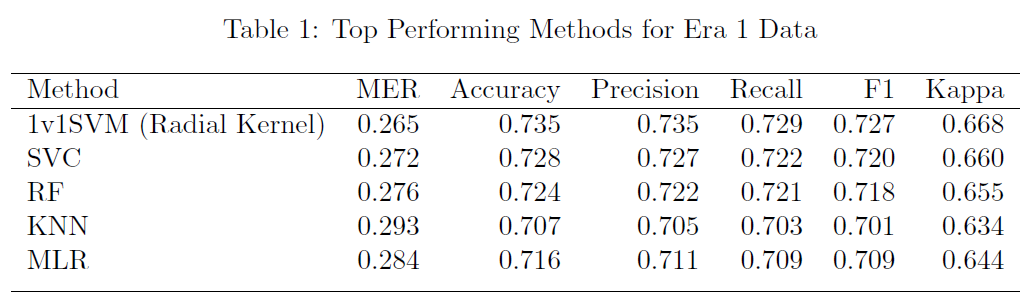 Table 1: Top Performing Methods for Era 1 Data
Method MER Accuracy Precision Recall F1 Kappa
1v1SVM (Radial Kernel) 0.265 0.735 0.735 0.729 0.727 0.668
SVC 0.272 0.728 0.727 0.722 0.720 0.660
RF 0.276 0.724 0.722 0.721 0.718 0.655
KNN 0.293 0.707 0.705 0.703 0.701 0.634
MLR 0.284 0.716 0.711 0.709 0.709 0.644